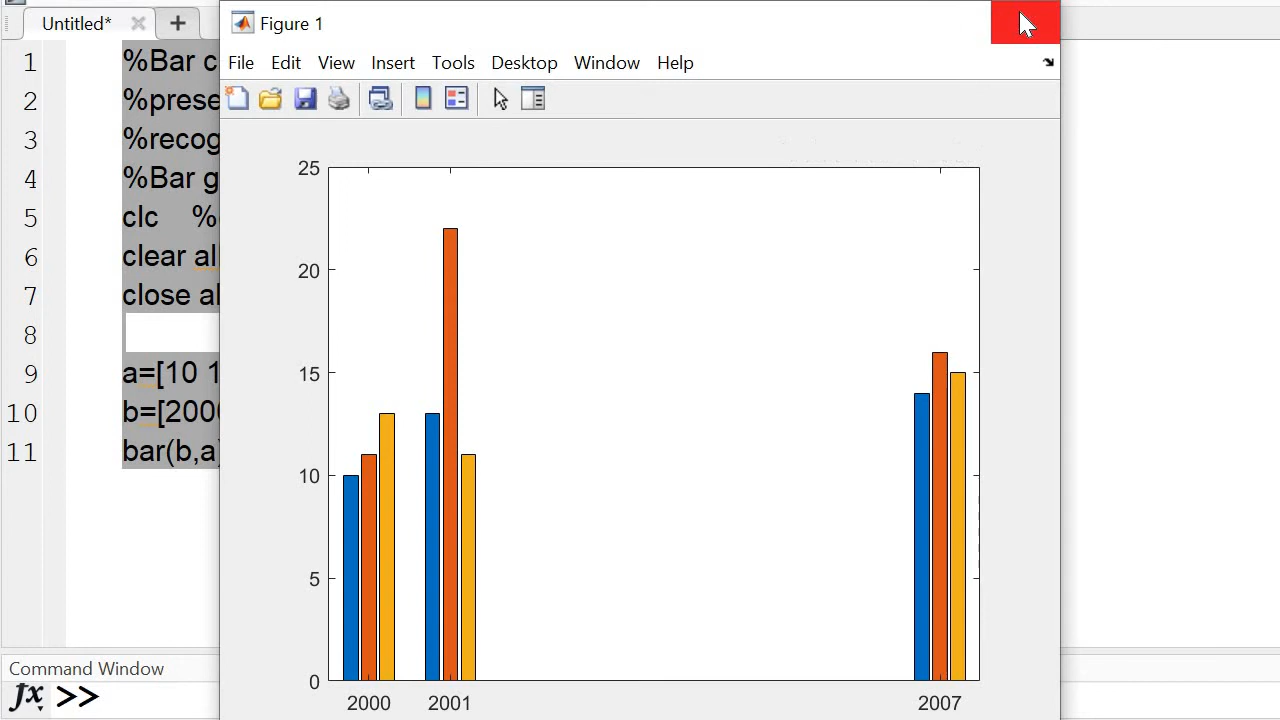 Untitled*
+
Figure 1
File Edit View Insert Tools Desktop Window Help
1 %Bar c
2 %prese
3 %recog
4 %Bar g
5 clc %
6 clear al
7 close al
8
9 a=[10 1
10 b=[200
11 bar(b,a)
25
20
15
10
5
0
2000 2001 2007
Command Window
fx >>